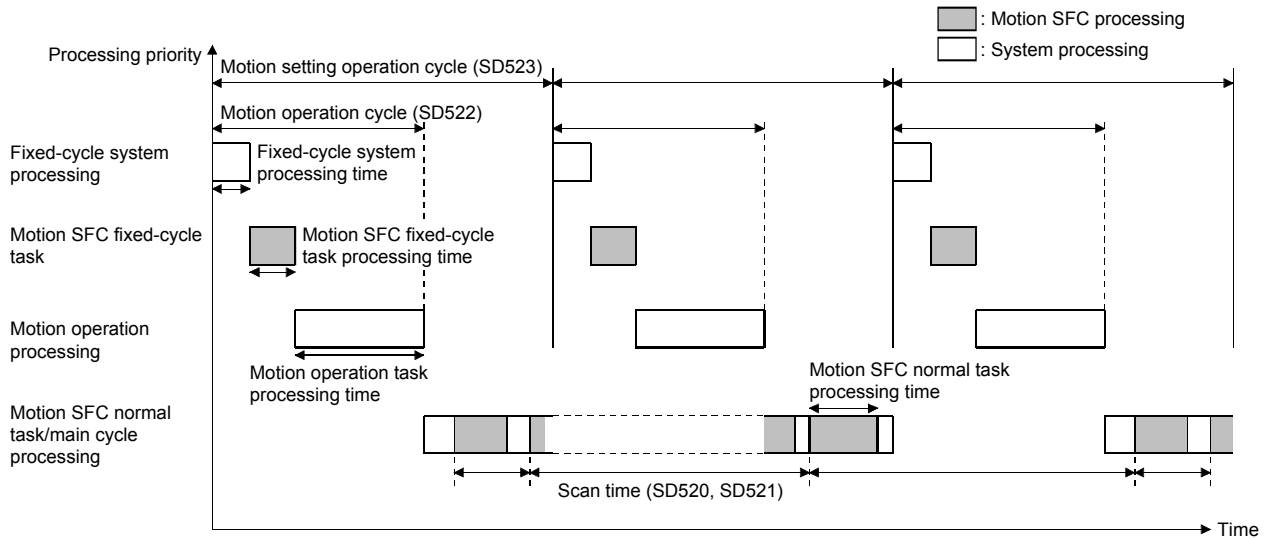 : Motion SFC processing
: System processing
Processing priority
Motion setting operation cycle (SD523)
Motion operation cycle (SD522)
Fixed-cycle system
processing
Fixed-cycle system
processing time
Motion SFC fixed-cycle
task
Motion SFC fixed-cycle
task processing time
Motion operation
processing
Motion operation task
processing time
Motion SFC normal task
processing time
Motion SFC normal
task/main cycle
processing
Scan time (SD520, SD521)
Time